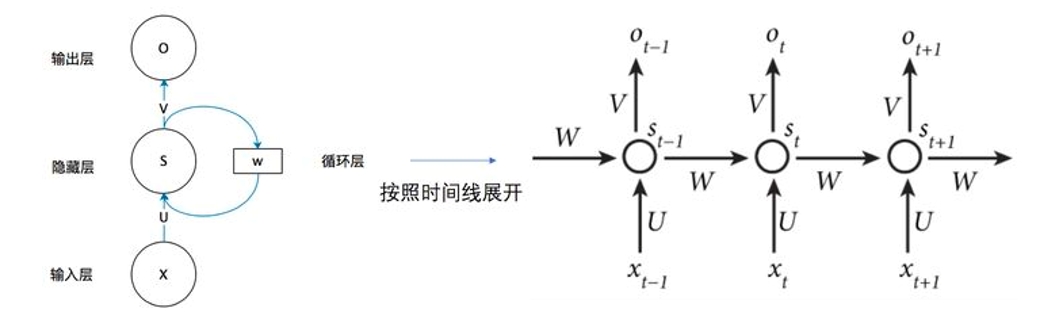 输出层
O
V
隐藏层
S
w
循环层
U
输入层
X
按照时间线展开
o_{t-1} o_t o_{t+1}
V V V
W s_{t-1} s_t s_{t+1}
W W W
U U U
x_{t-1} x_t x_{t+1}